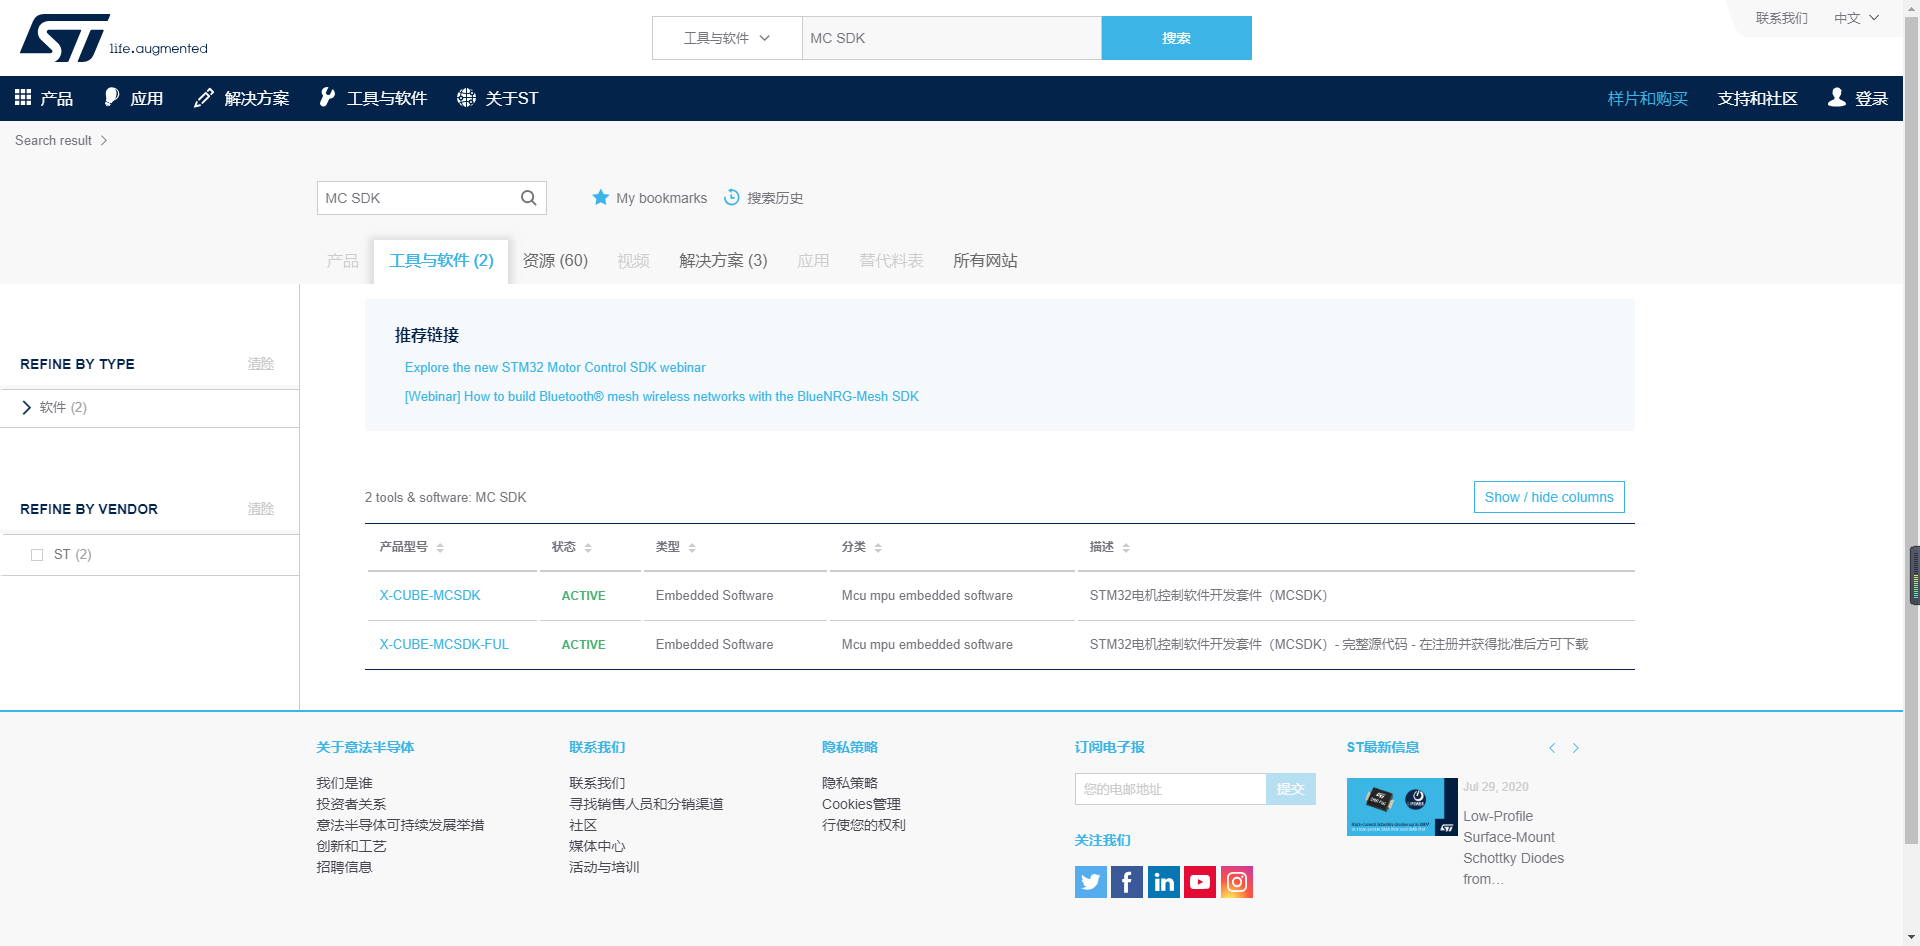 ST life.augmented
工具与软件
MC SDK
搜索
联系我们
中文
产品
应用
解决方案
工具与软件
关于ST
样片和购买
支持和社区
登录
Search result
MC SDK
My bookmarks
搜索历史
产品
工具与软件 (2)
资源 (60)
视频
解决方案 (3)
应用
替代料表
所有网站
REFINE BY TYPE
清除
软件 (2)
REFINE BY VENDOR
清除
ST (2)
推荐链接
Explore the new STM32 Motor Control SDK webinar
[Webinar] How to build Bluetooth® mesh wireless networks with the BlueNRG-Mesh SDK
2 tools & software: MC SDK
Show / hide columns
产品型号 状态 类型 分类 描述
X-CUBE-MCSDK ACTIVE Embedded Software Mcu mpu embedded software STM32电机控制软件开发套件（MCSDK）
X-CUBE-MCSDK-FUL ACTIVE Embedded Software Mcu mpu embedded software STM32电机控制软件开发套件（MCSDK）- 完整源代码 - 在注册并获得批准后方可下载
关于意法半导体
我们是谁
投资者关系
意法半导体可持续发展举措
创新和工艺
招聘信息
联系我们
联系我们
寻找销售人员和分销渠道
社区
媒体中心
活动与培训
隐私策略
隐私策略
Cookies管理
行使您的权利
订阅电子报
您的电邮地址
提交
关注我们
ST最新信息
Jul 29, 2020
Low-Profile
Surface-Mount
Schottky Diodes
from…